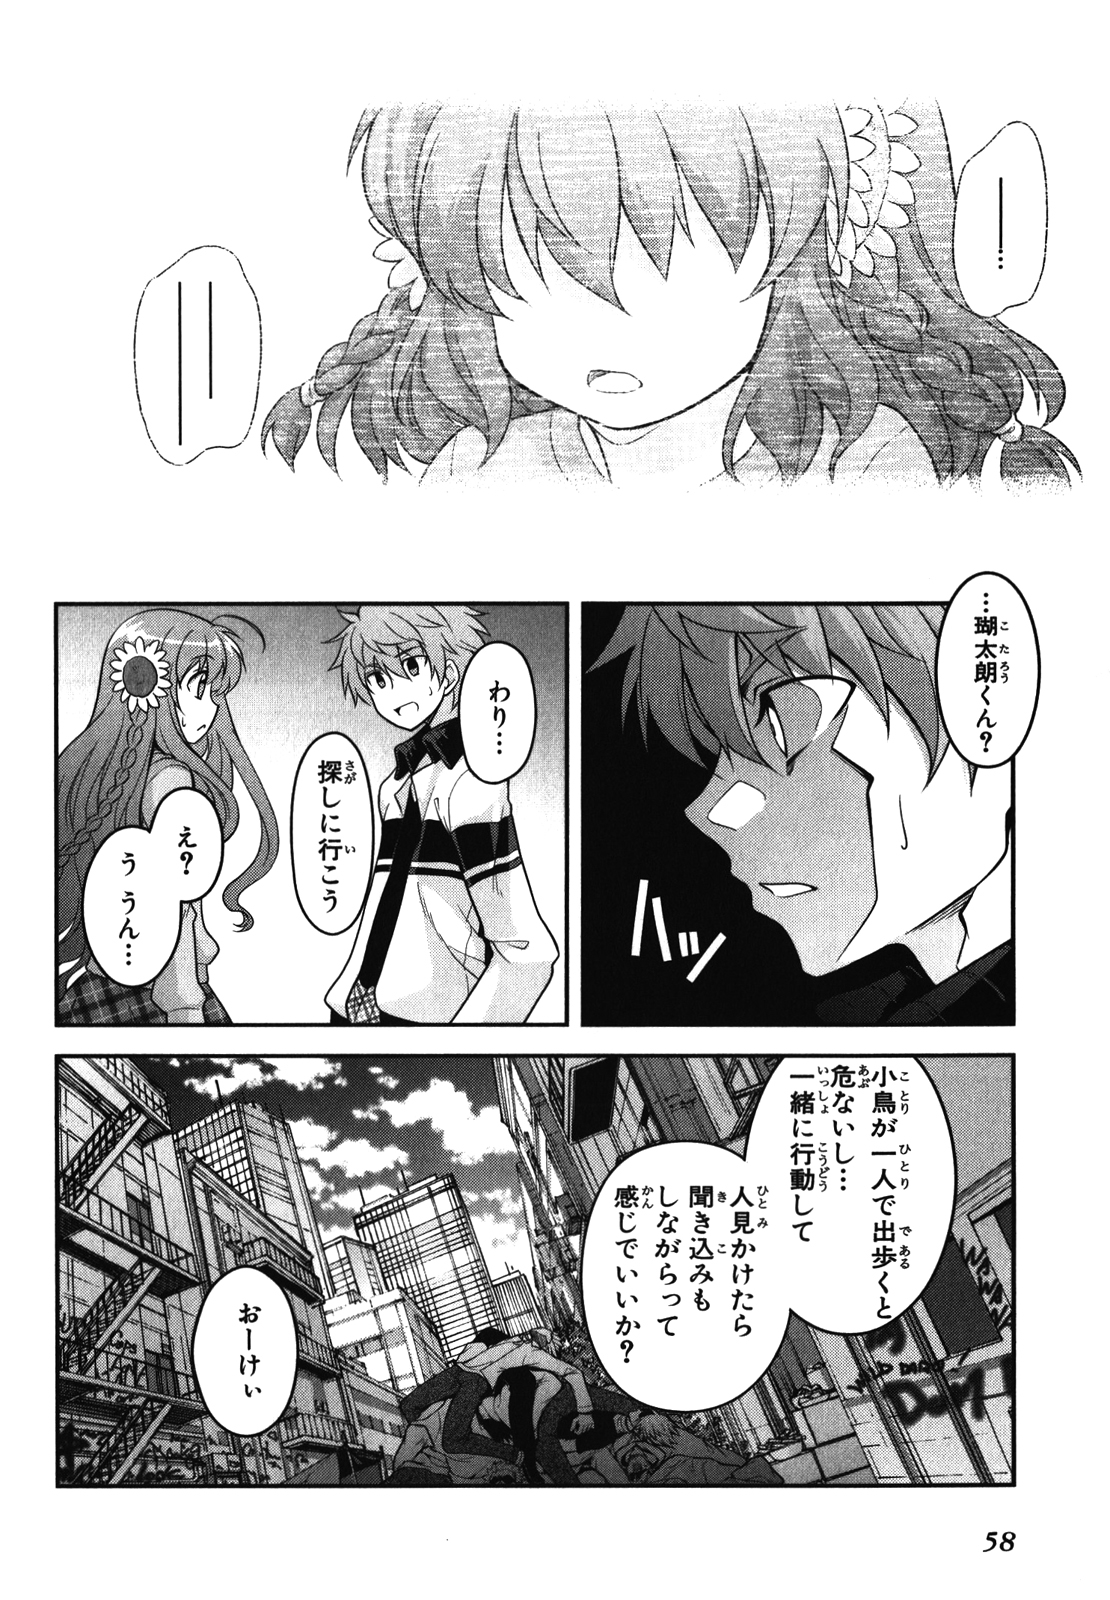 ―…
――
…瑚太朗くん？
ハッ
わり…
探しに行こう
え？
う うん…
小鳥が一人で出歩くと
危ないし…
一緒に行動して
人見かけたら
聞き込みも
しながらって
感じでいいか？
おーけぃ
58